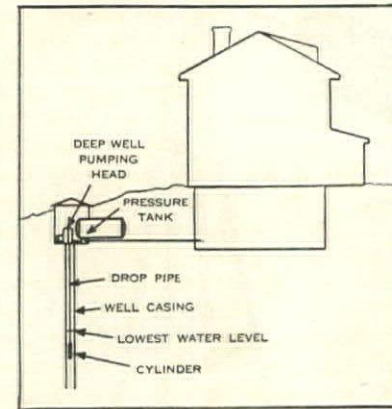 DEEP WELL
PUMPING
HEAD
PRESSURE
TANK
DROP PIPE
WELL CASING
LOWEST WATER LEVEL
CYLINDER